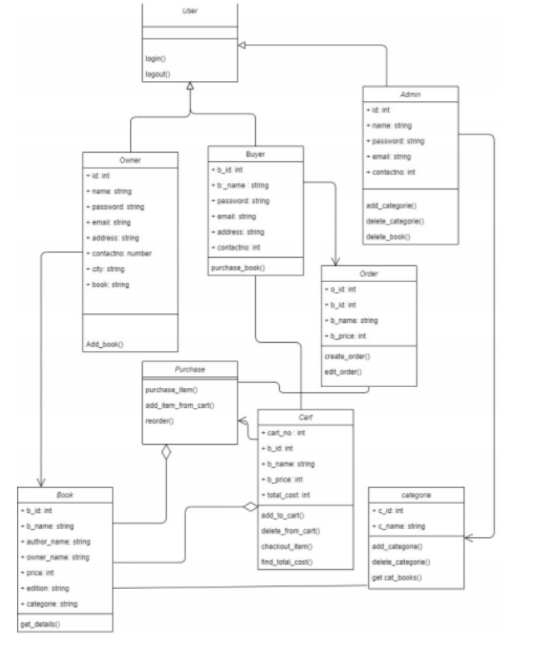 User
login()
logout()
Admin
+ id: int
+ name: string
+ password: string
+ email: string
+ contactno: int
add_categorie()
delete_categorie()
delete_book()
Owner
+ id: int
+ name: string
+ password: string
+ email: string
+ address: string
+ contactno: number
+ city: string
+ book: string
Add_book()
Buyer
+ b_id: int
+ b:_name : string
+ password: string
+ email: string
+ address: string
+ contactno: int
purchase_book()
Order
+ o_id: int
+ b_id: int
+ b_name: string
+ b_price: int
create_order()
edit_order()
Purchase
purchase_item()
add_item_from_cart()
reorder()
Cart
+ cart_no : int
+ b_id: int
+ b_name: string
+ b_price: int
+ total_cost: int
add_to_cart()
delete_from_cart()
checkout_item()
find_total_cost()
Book
+ b_id: int
+ b_name: string
+ author_name: string
+ owner_name: string
+ price: int
+ edition: string
+ categorie: string
get_details()
categorie
+ c_id: int
+ c_name: string
add_categorie()
delete_categorie()
get cat_books()